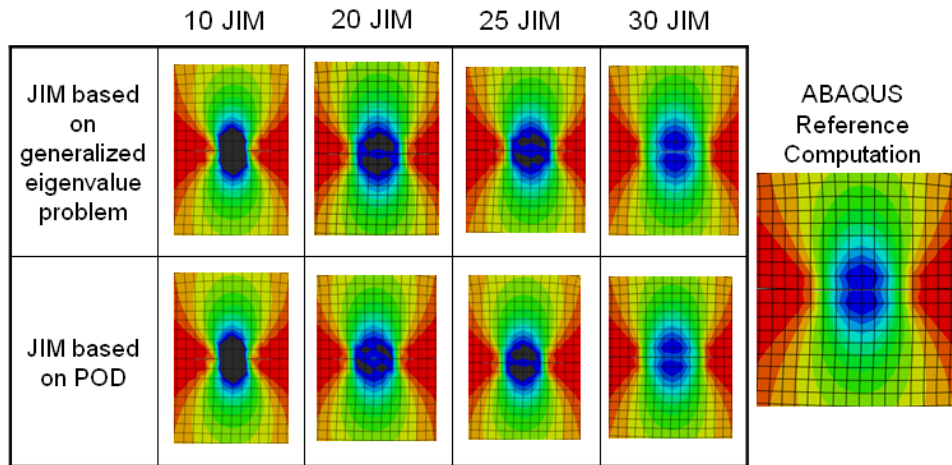 10 JIM 20 JIM 25 JIM 30 JIM
JIM based
on
generalized
eigenvalue
problem
ABAQUS
Reference
Computation
JIM based
on POD